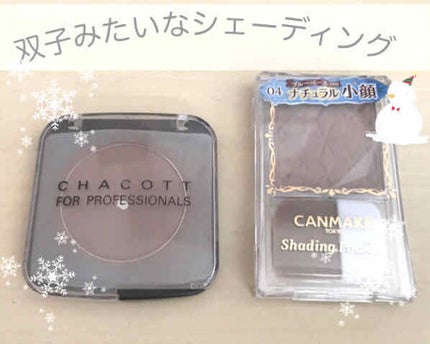 双子みたいなシェーディング
CHACOTT
FOR PROFESSIONALS
04 ナチュラル小顔
CANMAKE
TOKYO
Shading